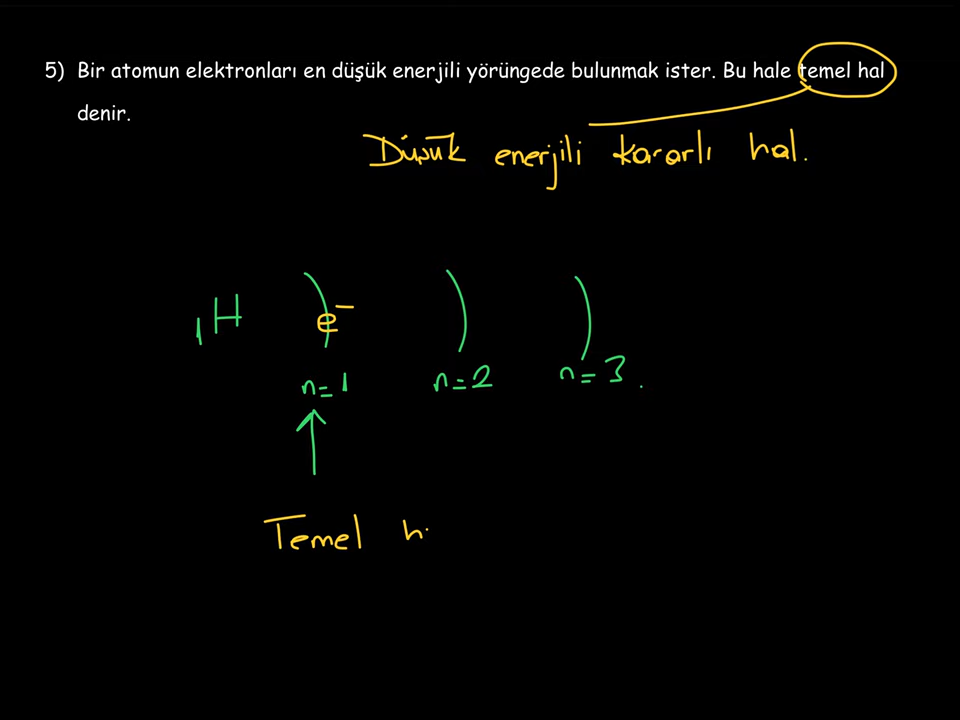 5) Bir atomun elektronları en düşük enerjili yörüngede bulunmak ister. Bu hale temel hal
denir.
Düşük enerjili kararlı hal.
₁H e⁻
n=1 n=2 n=3.
Temel h